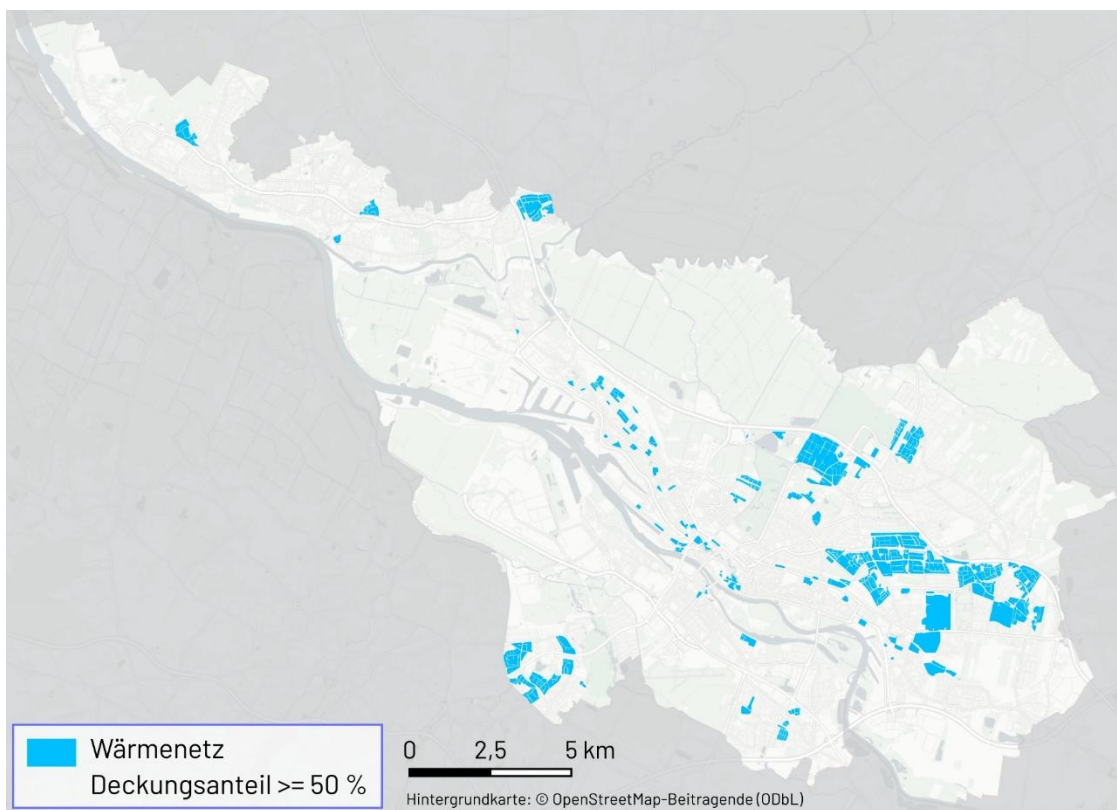 Wärmenetz
Deckungsanteil >= 50 %
0 2,5 5 km
Hintergrundkarte: © OpenStreetMap-Beitragende (ODbL)